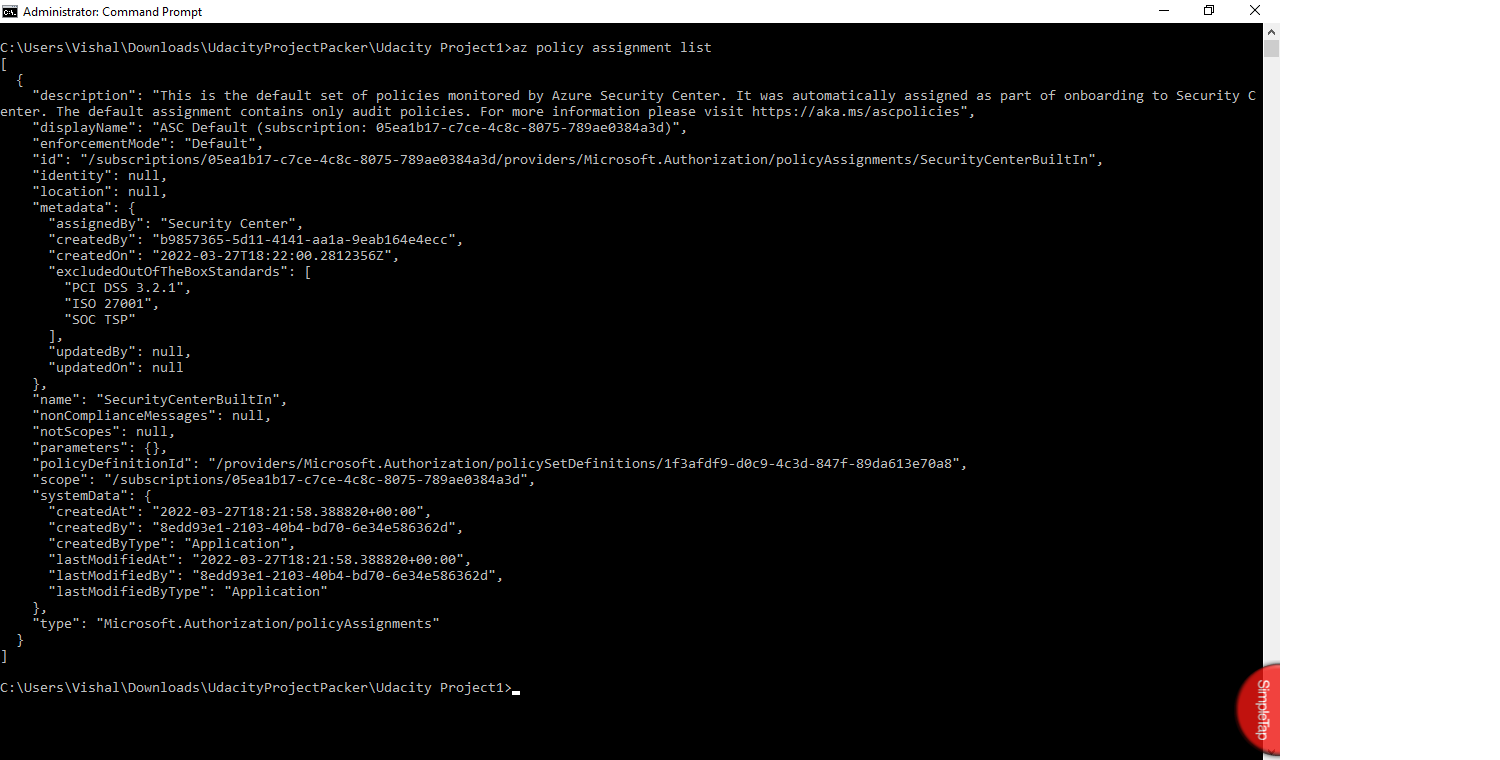 Administrator: Command Prompt
C:\Users\Vishal\Downloads\UdacityProjectPacker\Udacity Project1>az policy assignment list
[
  {
    "description": "This is the default set of policies monitored by Azure Security Center. It was automatically assigned as part of onboarding to Security C
enter. The default assignment contains only audit policies. For more information please visit https://aka.ms/ascpolicies",
    "displayName": "ASC Default (subscription: 05ea1b17-c7ce-4c8c-8075-789ae0384a3d)",
    "enforcementMode": "Default",
    "id": "/subscriptions/05ea1b17-c7ce-4c8c-8075-789ae0384a3d/providers/Microsoft.Authorization/policyAssignments/SecurityCenterBuiltIn",
    "identity": null,
    "location": null,
    "metadata": {
      "assignedBy": "Security Center",
      "createdBy": "b9857365-5d11-4141-aa1a-9eab164e4ecc",
      "createdOn": "2022-03-27T18:22:00.2812356Z",
      "excludedOutOfTheBoxStandards": [
        "PCI DSS 3.2.1",
        "ISO 27001",
        "SOC TSP"
      ],
      "updatedBy": null,
      "updatedOn": null
    },
    "name": "SecurityCenterBuiltIn",
    "nonComplianceMessages": null,
    "notScopes": null,
    "parameters": {},
    "policyDefinitionId": "/providers/Microsoft.Authorization/policySetDefinitions/1f3afdf9-d0c9-4c3d-847f-89da613e70a8",
    "scope": "/subscriptions/05ea1b17-c7ce-4c8c-8075-789ae0384a3d",
    "systemData": {
      "createdAt": "2022-03-27T18:21:58.388820+00:00",
      "createdBy": "8edd93e1-2103-40b4-bd70-6e34e586362d",
      "createdByType": "Application",
      "lastModifiedAt": "2022-03-27T18:21:58.388820+00:00",
      "lastModifiedBy": "8edd93e1-2103-40b4-bd70-6e34e586362d",
      "lastModifiedByType": "Application"
    },
    "type": "Microsoft.Authorization/policyAssignments"
  }
]
C:\Users\Vishal\Downloads\UdacityProjectPacker\Udacity Project1>
SimpleTap